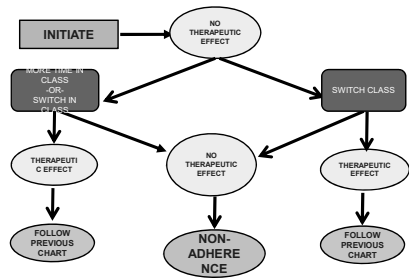 INITIATE
NO
THERAPEUTIC
EFFECT
MORE TIME IN
CLASS
-OR-
SWITCH IN
CLASS
SWITCH CLASS
THERAPEUTI
C EFFECT
NO
THERAPEUTIC
EFFECT
THERAPEUTIC
EFFECT
FOLLOW
PREVIOUS
CHART
NON-
ADHERE
NCE
FOLLOW
PREVIOUS
CHART